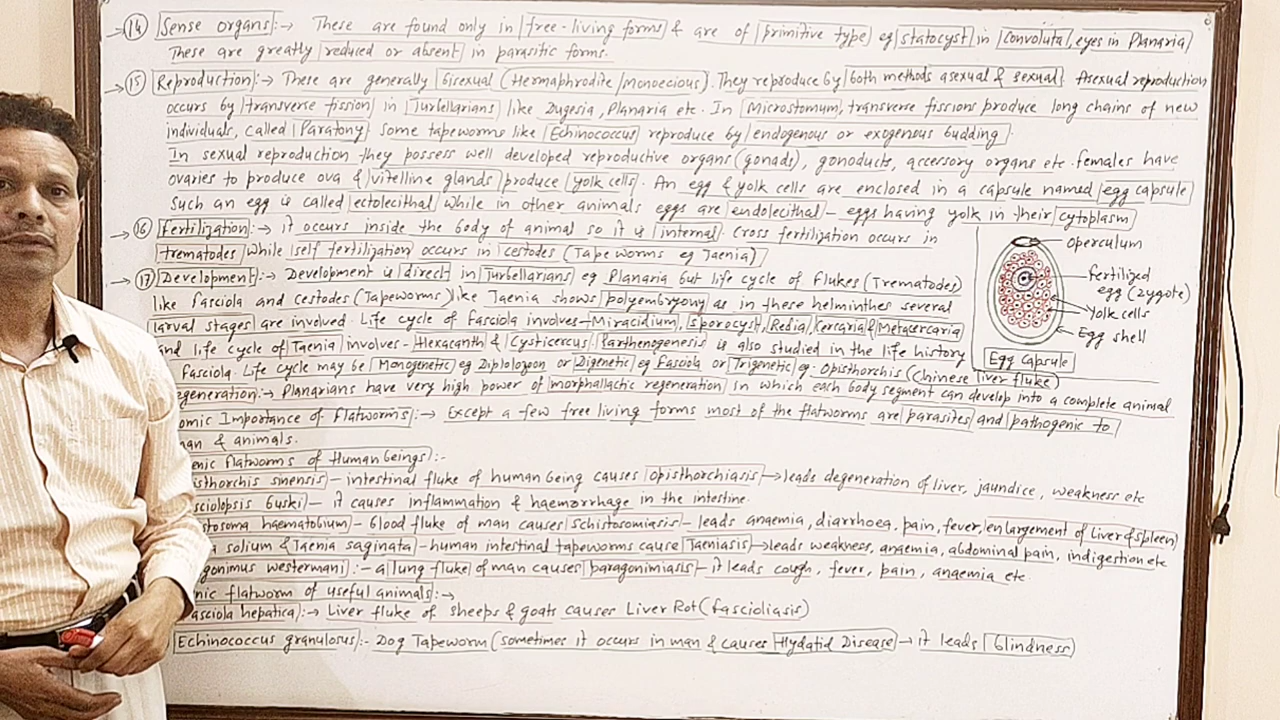 (14) Sense organs:→ These are found only in free-living forms & are of primitive type eg statocyst in Convoluta, eyes in Planaria
These are greatly reduced or absent in parasitic forms.
(15) Reproduction:→ These are generally bisexual (Hermaphrodite/monoecious). They reproduce by both methods asexual & sexual. Asexual reproduction
occurs by transverse fission in Turbellarians like Dugesia, Planaria etc. In Microstomum, transverse fissions produce long chains of new
individuals, called Paratony. Some tapeworms like Echinococcus reproduce by endogenous or exogenous budding.
In sexual reproduction they possess well developed reproductive organs (gonads), gonoducts, accessory organs etc. females have
ovaries to produce ova & vitelline glands produce yolk cells. An egg & yolk cells are enclosed in a capsule named egg capsule
Such an egg is called ectolecithal while in other animals eggs are endolecithal - eggs having yolk in their cytoplasm
(16) Fertilization:→ it occurs inside the body of animal so it is internal. Cross fertilization occurs in
trematodes while self fertilization occurs in cestodes (Tapeworms eg Taenia)
(17) Development:→ Development is direct in Turbellarians eg Planaria but life cycle of Flukes (Trematodes)
like fasciola and cestodes (Tapeworms) like Taenia shows polyembryony as in these helminthes several
larval stages are involved. Life cycle of fasciola involves - Miracidium, Sporocyst, Redia, Cercaria & Metacercaria
and life cycle of Taenia involves - Hexacanth & Cysticercus. Parthenogenesis is also studied in the life history
Fasciola. Life cycle may be Monogenetic eg Diplolozoon or Digenetic eg Fasciola or Trigenetic eg. Opisthorchis (Chinese liver fluke)
operculum
fertilized
egg (zygote)
Yolk cells
Egg shell
Egg capsule
egeneration:→ Planarians have very high power of morphallactic regeneration in which each body segment can develop into a complete animal
omic Importance of Flatworms:→ Except a few free living forms most of the flatworms are parasites and pathogenic to
man & animals.
enic flatworms of Human beings:-
sthorchis sinensis - intestinal fluke of human being causes opisthorchiasis → leads degeneration of liver, jaundice, weakness etc
sciolopsis buski - it causes inflammation & haemorrhage in the intestine.
stosoma haematobium - blood fluke of man causes schistosomiasis - leads anaemia, diarrhoea, pain, fever, enlargement of liver & spleen
a solium & Taenia saginata - human intestinal tapeworms cause Taeniasis → leads weakness, anaemia, abdominal pain, indigestion etc
gonimus westermani:- a lung fluke of man causes paragonimiasis - it leads cough, fever, pain, anaemia etc
nic flatworm of useful animals:→
asciola hepatica:→ Liver fluke of sheeps & goats causes Liver Rot (fascioliasis)
Echinococcus granulosus:- Dog Tapeworm (sometimes it occurs in man & causes Hydatid Disease → it leads blindness)